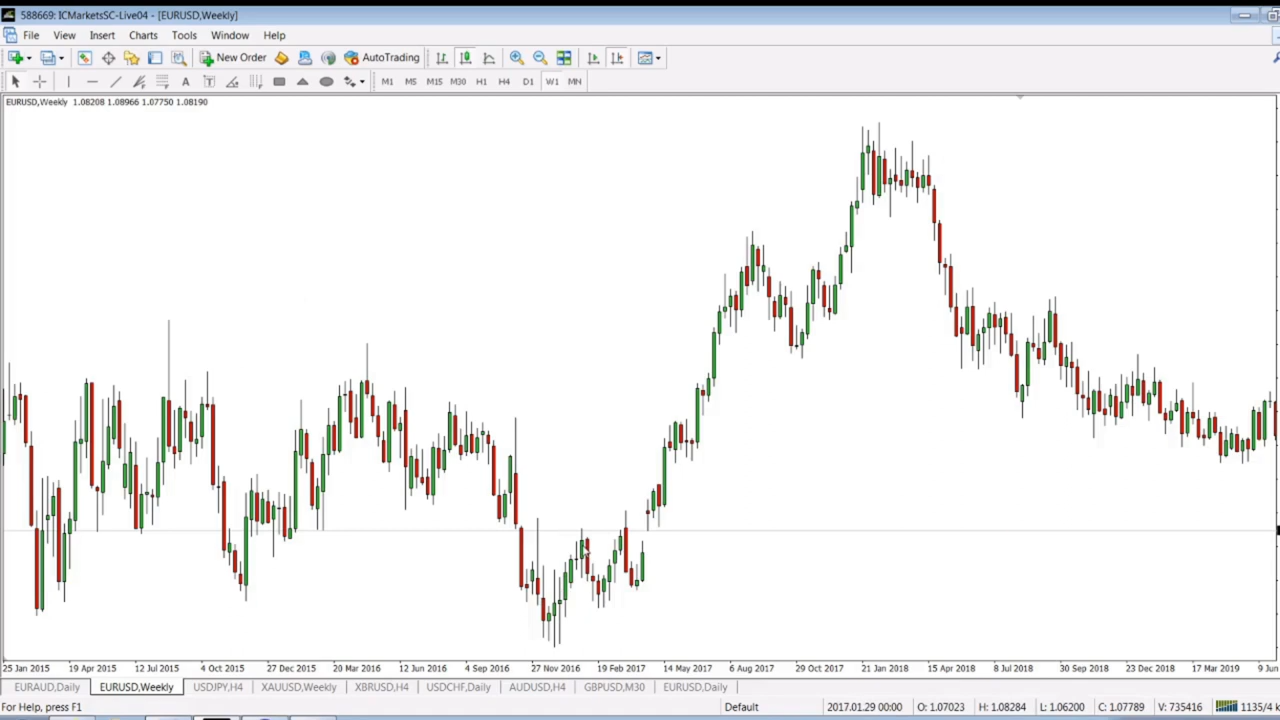 588669: ICMarketsSC-Live04 - [EURUSD,Weekly]
File View Insert Charts Tools Window Help
New Order AutoTrading
A T M1 M5 M15 M30 H1 H4 D1 W1 MN
EURUSD,Weekly 1.08208 1.08966 1.07750 1.08190
25 Jan 2015 19 Apr 2015 12 Jul 2015 4 Oct 2015 27 Dec 2015 20 Mar 2016 12 Jun 2016 4 Sep 2016 27 Nov 2016 19 Feb 2017 14 May 2017 6 Aug 2017 29 Oct 2017 21 Jan 2018 15 Apr 2018 8 Jul 2018 30 Sep 2018 23 Dec 2018 17 Mar 2019 9 Jun
EURAUD,Daily EURUSD,Weekly USDJPY,H4 XAUUSD,Weekly XBRUSD,H4 USDCHF,Daily AUDUSD,H4 GBPUSD,M30 EURUSD,Daily
For Help, press F1 Default 2017.01.29 00:00 O: 1.07023 H: 1.08284 L: 1.06200 C: 1.07789 V: 735416 1135/4 k